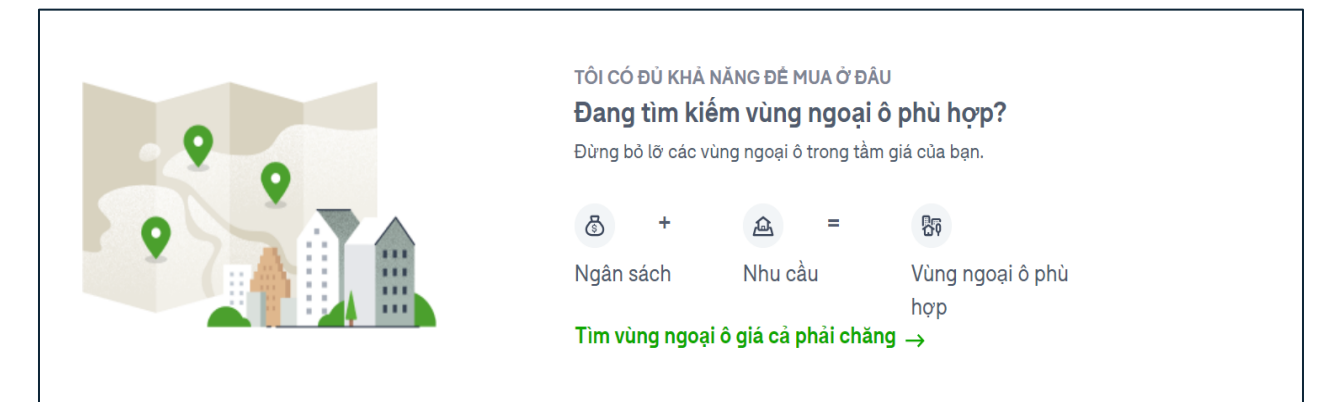 TÔI CÓ ĐỦ KHẢ NĂNG ĐỂ MUA Ở ĐÂU
Đang tìm kiếm vùng ngoại ô phù hợp?
Đừng bỏ lỡ các vùng ngoại ô trong tầm giá của bạn.
+ =
Ngân sách Nhu cầu Vùng ngoại ô phù
hợp
Tìm vùng ngoại ô giá cả phải chăng →